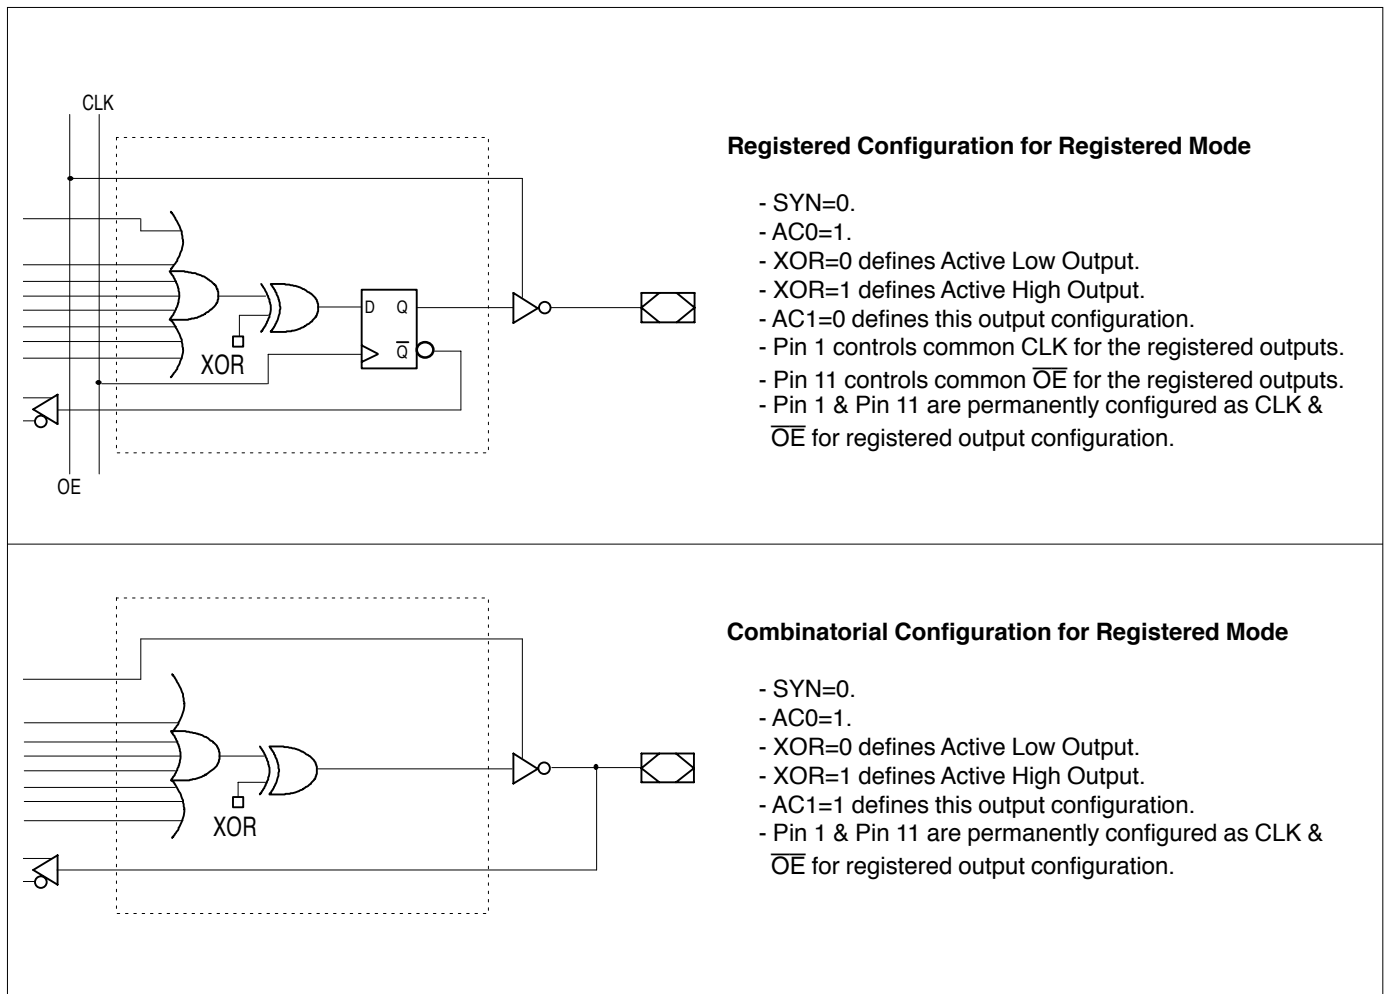 CLK
D Q
Q̅
XOR
OE
Registered Configuration for Registered Mode
- SYN=0.
- AC0=1.
- XOR=0 defines Active Low Output.
- XOR=1 defines Active High Output.
- AC1=0 defines this output configuration.
- Pin 1 controls common CLK for the registered outputs.
- Pin 11 controls common O̅E̅ for the registered outputs.
- Pin 1 & Pin 11 are permanently configured as CLK &
O̅E̅ for registered output configuration.
XOR
Combinatorial Configuration for Registered Mode
- SYN=0.
- AC0=1.
- XOR=0 defines Active Low Output.
- XOR=1 defines Active High Output.
- AC1=1 defines this output configuration.
- Pin 1 & Pin 11 are permanently configured as CLK &
O̅E̅ for registered output configuration.